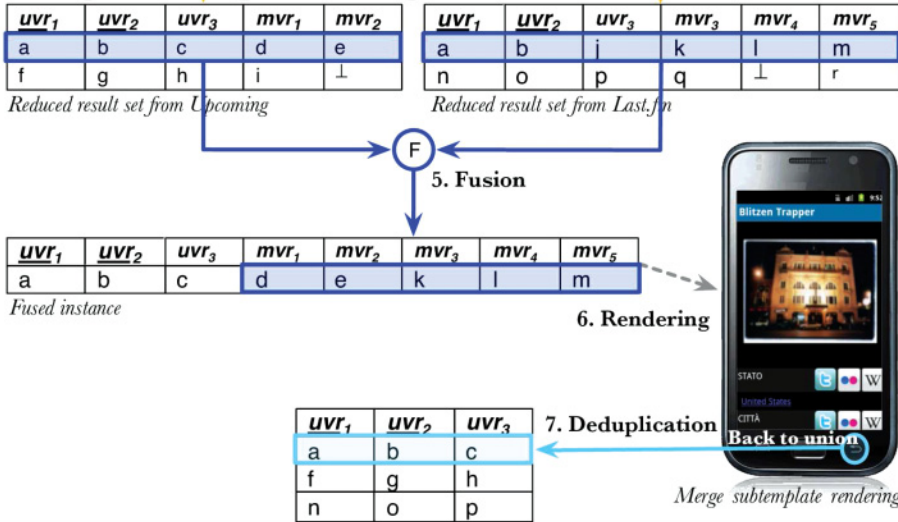 uvr1 uvr2 uvr3 mvr1 mvr2
a b c d e
f g h i ⊥
Reduced result set from Upcoming
uvr1 uvr2 uvr3 mvr3 mvr4 mvr5
a b j k l m
n o p q ⊥ r
Reduced result set from Last.fm
F
5. Fusion
uvr1 uvr2 uvr3 mvr1 mvr2 mvr3 mvr4 mvr5
a b c d e k l m
Fused instance
6. Rendering
9:52
Blitzen Trapper
STATO
W
United States
CITTÀ
W
Back to union
Merge subtemplate rendering
7. Deduplication
uvr1 uvr2 uvr3
a b c
f g h
n o p